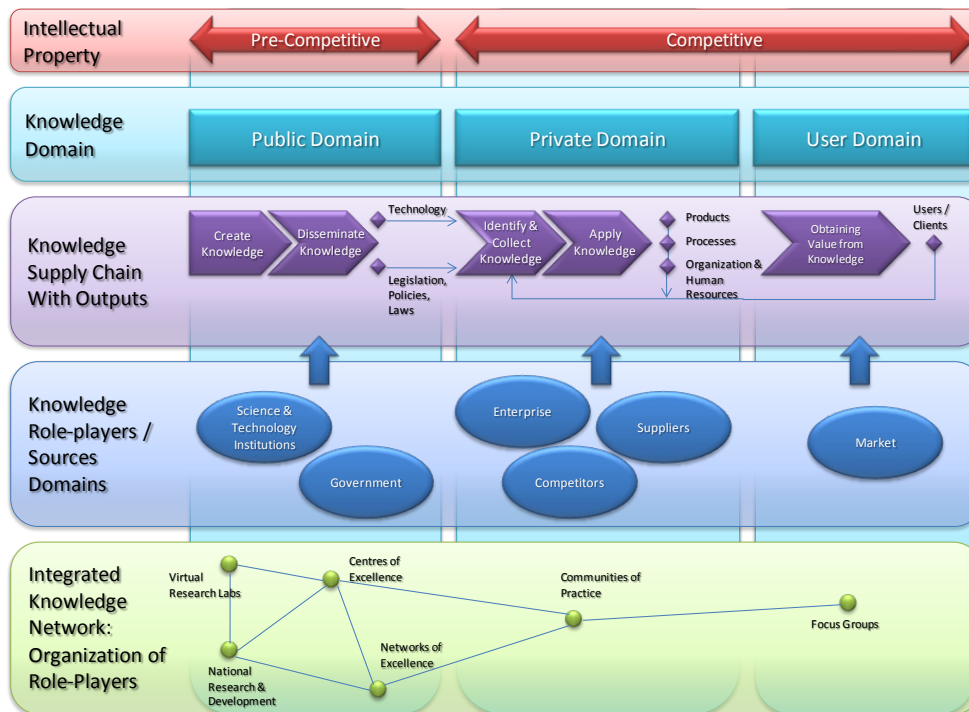 Intellectual
Property
Pre-Competitive
Competitive
Knowledge
Domain
Public Domain
Private Domain
User Domain
Knowledge
Supply Chain
With Outputs
Create
Knowledge
Disseminate
Knowledge
Technology
Legislation,
Policies,
Laws
Identify &
Collect
Knowledge
Apply
Knowledge
Products
Processes
Organization &
Human
Resources
Obtaining
Value from
Knowledge
Users /
Clients
Knowledge
Role-players /
Sources
Domains
Science &
Technology
Institutions
Government
Enterprise
Suppliers
Competitors
Market
Integrated
Knowledge
Network:
Organization of
Role-Players
Virtual
Research Labs
Centres of
Excellence
National
Research &
Development
Networks of
Excellence
Communities of
Practice
Focus Groups